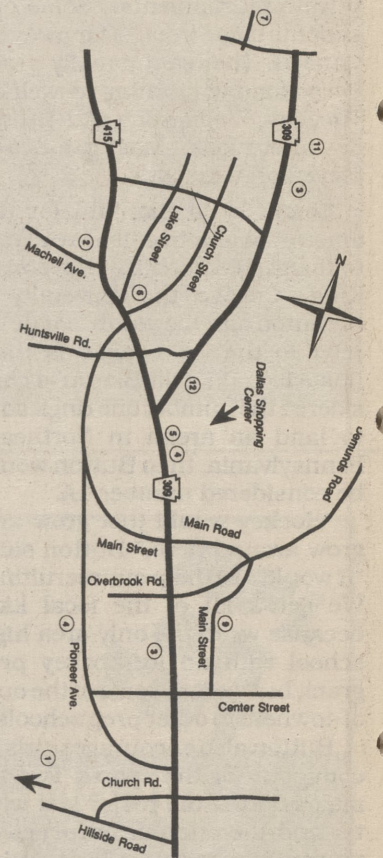 7
309
11
3
415
Lake Street
Church Street
2
Machell Ave.
6
N
Huntsville Rd.
12
Dallas Shopping
Center
5
4
309
Demunds Road
Main Road
Main Street
Overbrook Rd.
Main Street
9
3
4
Pioneer Ave.
Center Street
1
Church Rd.
Hillside Road